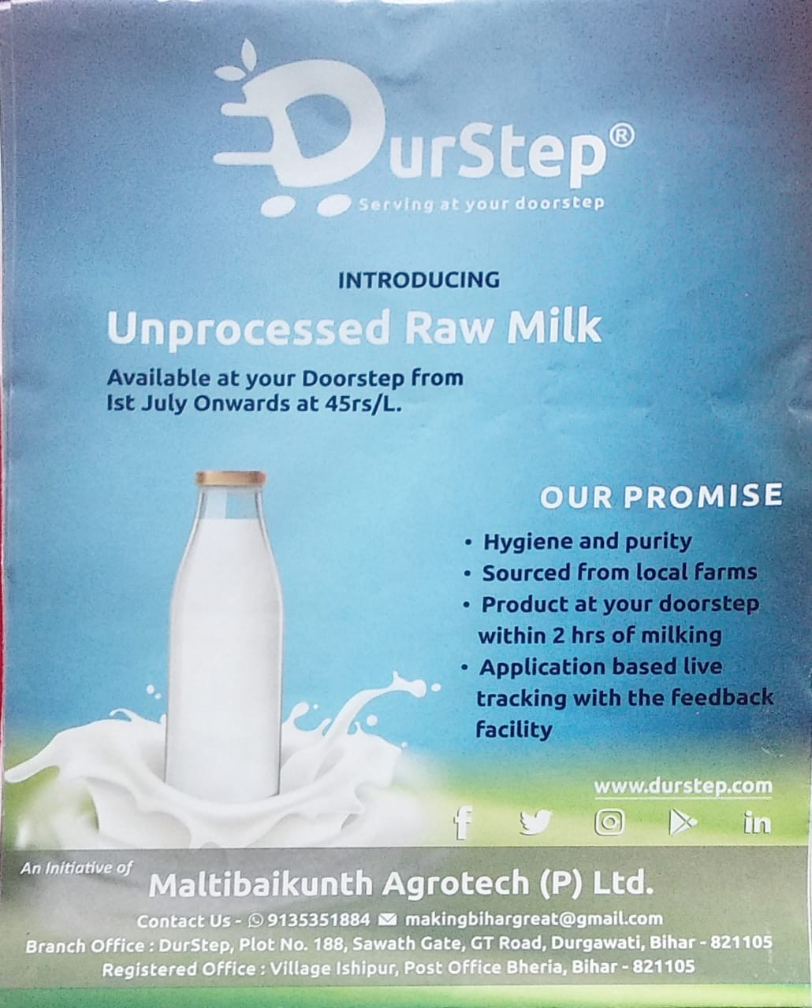 DurStep®
Serving at your doorstep
INTRODUCING
Unprocessed Raw Milk
Available at your Doorstep from
Ist July Onwards at 45rs/L.
OUR PROMISE
• Hygiene and purity
• Sourced from local farms
• Product at your doorstep
within 2 hrs of milking
• Application based live
tracking with the feedback
facility
www.durstep.com
An Initiative of
Maltibaikunth Agrotech (P) Ltd.
Contact Us - 9135351884 makingbihargreat@gmail.com
Branch Office : DurStep, Plot No. 188, Sawath Gate, GT Road, Durgawati, Bihar - 821105
Registered Office : Village Ishipur, Post Office Bheria, Bihar - 821105